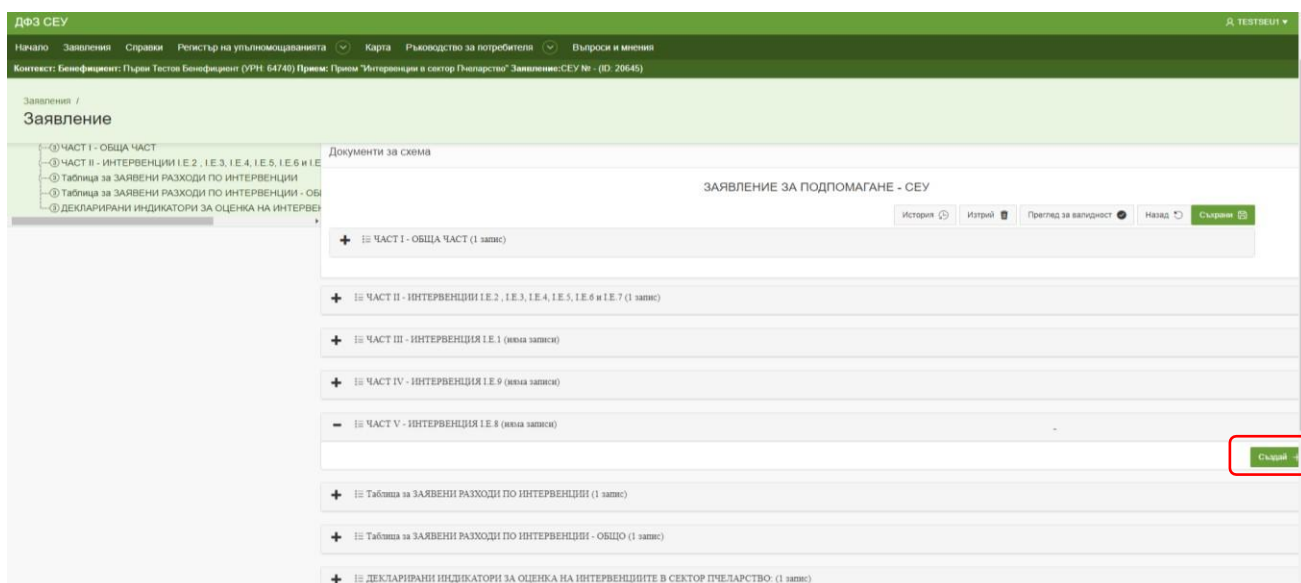 ДФЗ СЕУ
TESTSEU1
Начало Заявления Справки Регистър на упълномощаванията Карта Ръководство за потребителя Въпроси и мнения
Контекст: Бенефициент: Първи Тестов Бенефициент (УРН: 64740) Прием: Прием "Интервенции в сектор Пчеларство" Заявление:СЕУ № - (ID: 20645)
Заявления /
Заявление
ЧАСТ I - ОБЩА ЧАСТ
ЧАСТ II - ИНТЕРВЕНЦИИ I.E.2 , I.E.3, I.E.4, I.E.5, I.E.6 и I.E
Таблица за ЗАЯВЕНИ РАЗХОДИ ПО ИНТЕРВЕНЦИИ
Таблица за ЗАЯВЕНИ РАЗХОДИ ПО ИНТЕРВЕНЦИИ - ОБЩ
ДЕКЛАРИРАНИ ИНДИКАТОРИ ЗА ОЦЕНКА НА ИНТЕРВЕН
Документи за схема
ЗАЯВЛЕНИЕ ЗА ПОДПОМАГАНЕ - СЕУ
История Изтрий Преглед за валидност Назад Съхрани
ЧАСТ I - ОБЩА ЧАСТ (1 запис)
ЧАСТ II - ИНТЕРВЕНЦИИ I.E.2 , I.E.3, I.E.4, I.E.5, I.E.6 и I.E.7 (1 запис)
ЧАСТ III - ИНТЕРВЕНЦИЯ I.E.1 (няма записи)
ЧАСТ IV - ИНТЕРВЕНЦИЯ I.E.9 (няма записи)
ЧАСТ V - ИНТЕРВЕНЦИЯ I.E.8 (няма записи)
Създай +
Таблица за ЗАЯВЕНИ РАЗХОДИ ПО ИНТЕРВЕНЦИИ (1 запис)
Таблица за ЗАЯВЕНИ РАЗХОДИ ПО ИНТЕРВЕНЦИИ - ОБЩО (1 запис)
ДЕКЛАРИРАНИ ИНДИКАТОРИ ЗА ОЦЕНКА НА ИНТЕРВЕНЦИИТЕ В СЕКТОР ПЧЕЛАРСТВО: (1 запис)